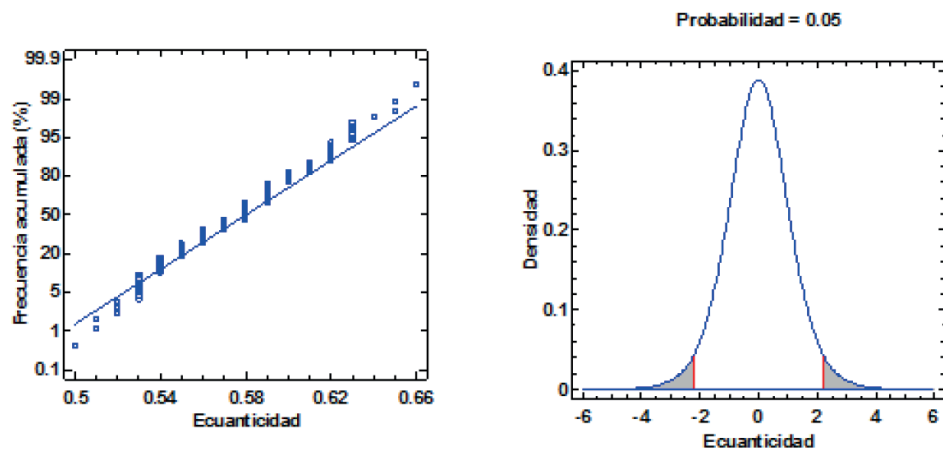 Frecuencia acumulada (%)
99.9
99
95
80
50
20
5
1
0.1
0.5 0.54 0.58 0.62 0.66
Ecuanticidad
Probabilidad = 0.05
Densidad
0.4
0.3
0.2
0.1
0
-6 -4 -2 0 2 4 6
Ecuanticidad